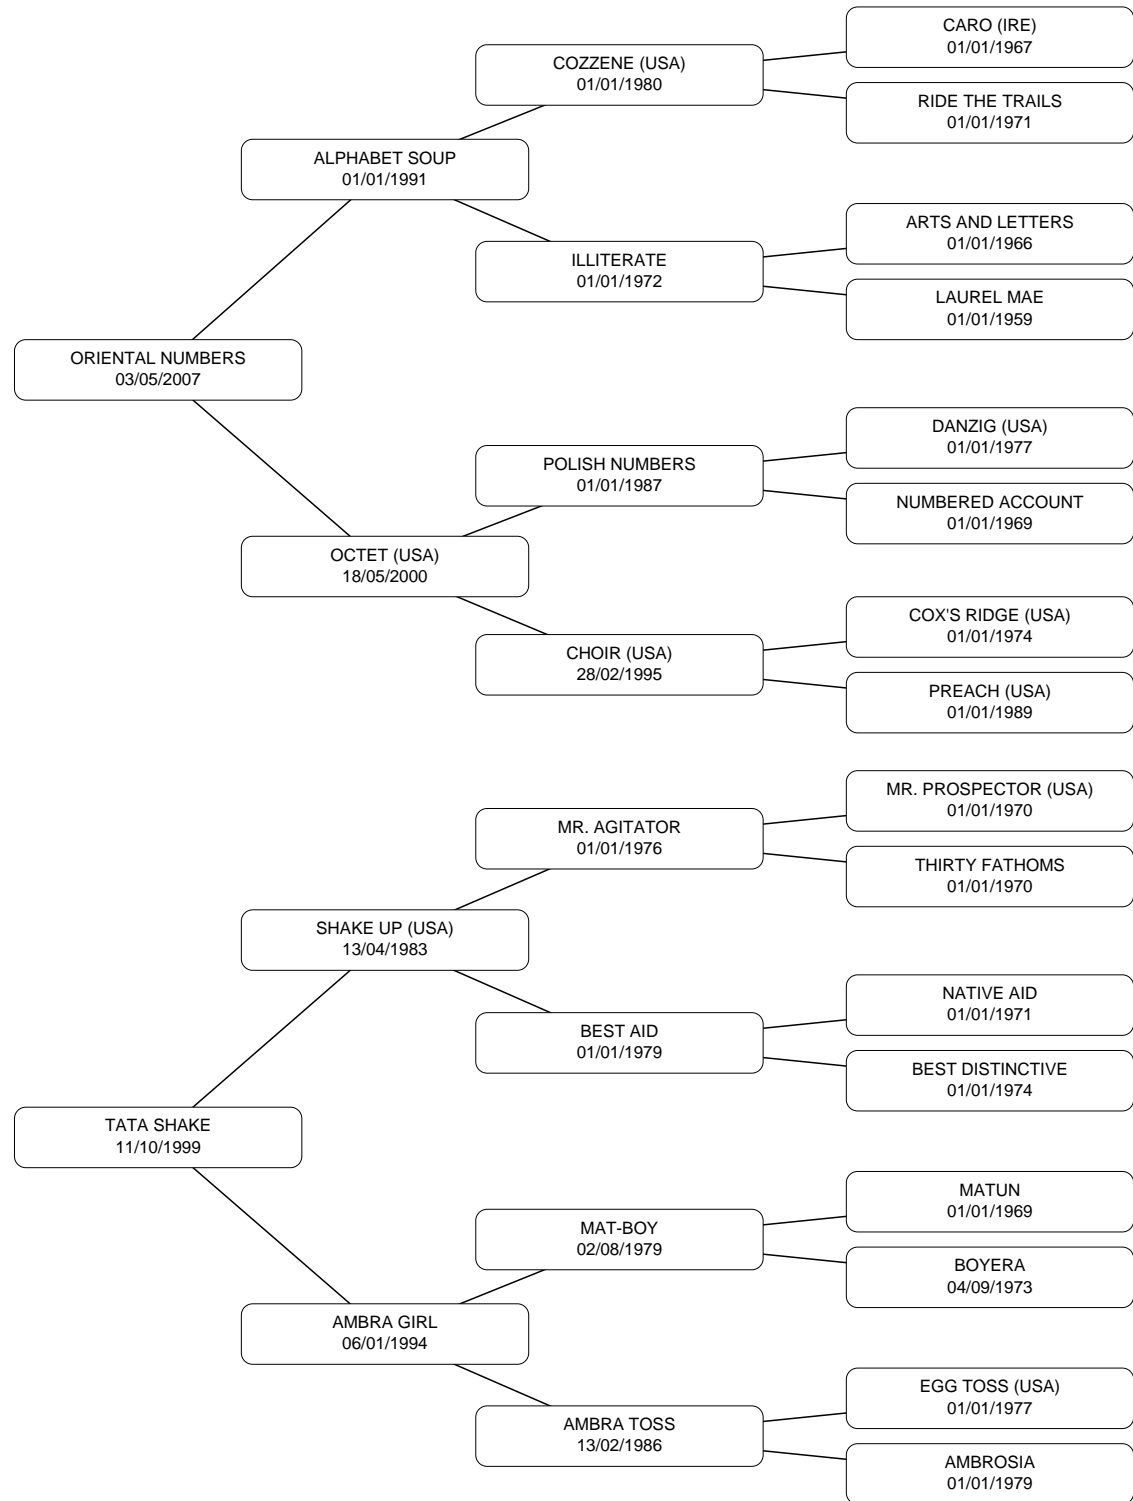 CARO (IRE)
01/01/1967
COZZENE (USA)
01/01/1980
RIDE THE TRAILS
01/01/1971
ALPHABET SOUP
01/01/1991
ARTS AND LETTERS
01/01/1966
ILLITERATE
01/01/1972
LAUREL MAE
01/01/1959
ORIENTAL NUMBERS
03/05/2007
DANZIG (USA)
01/01/1977
POLISH NUMBERS
01/01/1987
NUMBERED ACCOUNT
01/01/1969
OCTET (USA)
18/05/2000
COX'S RIDGE (USA)
01/01/1974
CHOIR (USA)
28/02/1995
PREACH (USA)
01/01/1989
MR. PROSPECTOR (USA)
01/01/1970
MR. AGITATOR
01/01/1976
THIRTY FATHOMS
01/01/1970
SHAKE UP (USA)
13/04/1983
NATIVE AID
01/01/1971
BEST AID
01/01/1979
BEST DISTINCTIVE
01/01/1974
TATA SHAKE
11/10/1999
MATUN
01/01/1969
MAT-BOY
02/08/1979
BOYERA
04/09/1973
AMBRA GIRL
06/01/1994
EGG TOSS (USA)
01/01/1977
AMBRA TOSS
13/02/1986
AMBROSIA
01/01/1979